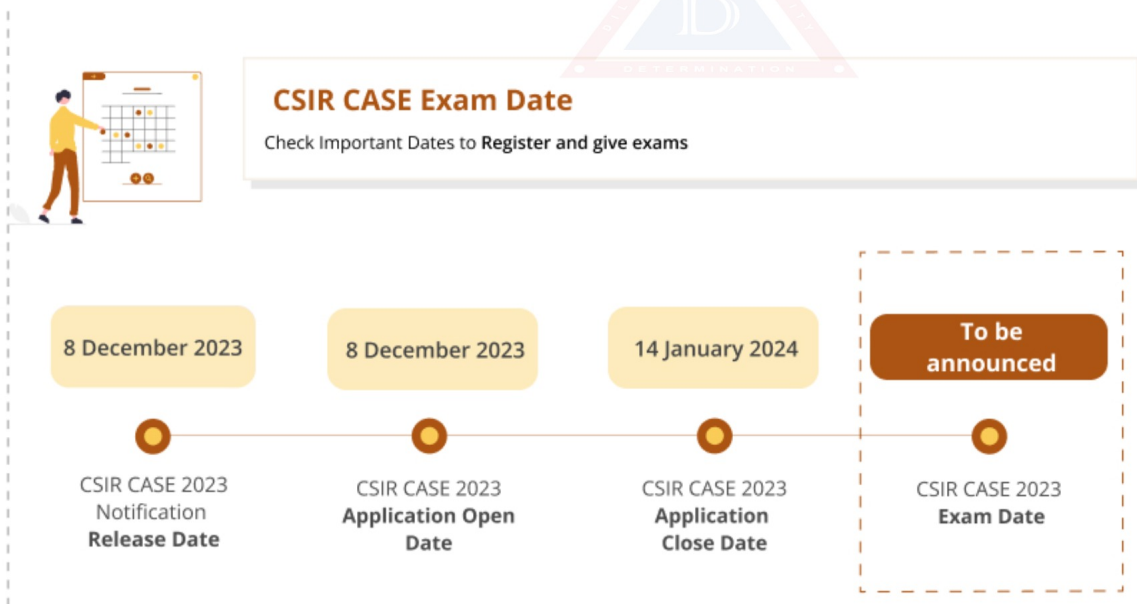 DETERMINATION
CSIR CASE Exam Date
Check Important Dates to Register and give exams
8 December 2023
8 December 2023
14 January 2024
To be
announced
CSIR CASE 2023
Notification
Release Date
CSIR CASE 2023
Application Open
Date
CSIR CASE 2023
Application
Close Date
CSIR CASE 2023
Exam Date